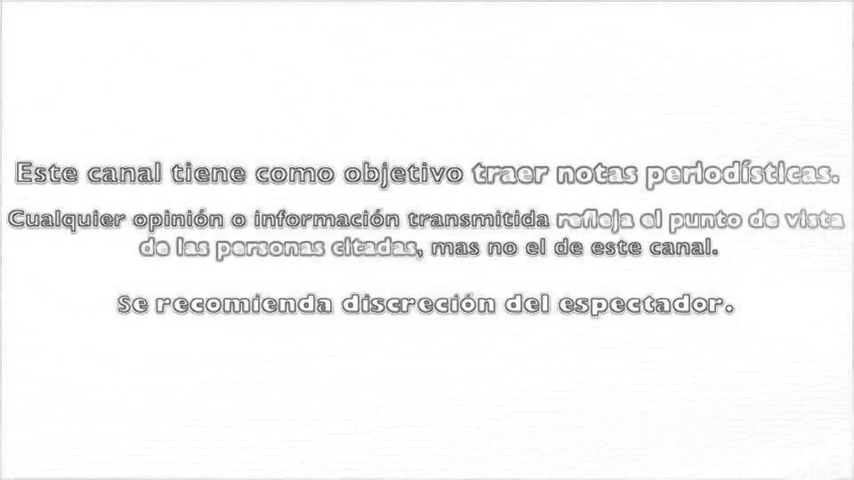 Este canal tiene como objetivo traer notas periodísticas.
Cualquier opinión o información transmitida refleja el punto de vista
de las personas citadas, mas no el de este canal.
Se recomienda discreción del espectador.